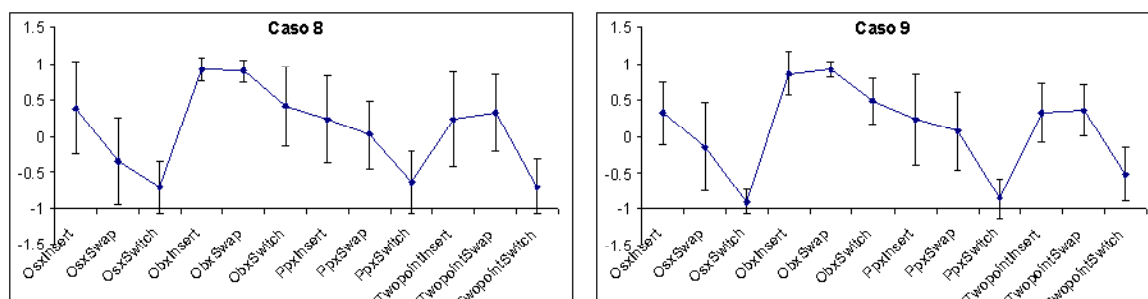 Caso 8
1.5
1
0.5
0
-0.5
-1
-1.5
OsxInsert
OsxSwap
OsxSwitch
ObxInsert
ObxSwap
ObxSwitch
PpxInsert
PpxSwap
PpxSwitch
TwopointInsert
TwopointSwap
TwopointSwitch
Caso 9
1.5
1
0.5
0
-0.5
-1
-1.5
OsxInsert
OsxSwap
OsxSwitch
ObxInsert
ObxSwap
ObxSwitch
PpxInsert
PpxSwap
PpxSwitch
TwopointInsert
TwopointSwap
TwopointSwitch